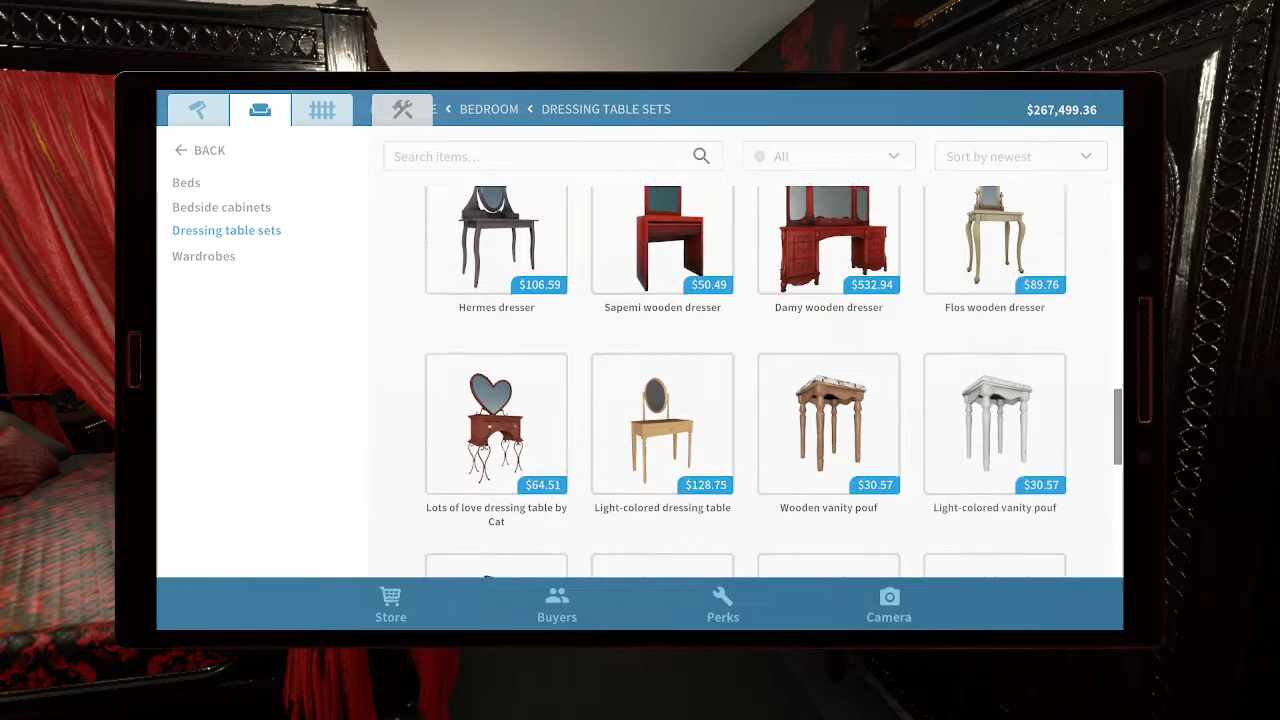 E < BEDROOM < DRESSING TABLE SETS
$267,499.36
BACK
Search items...
All
Sort by newest
Beds
Bedside cabinets
Dressing table sets
Wardrobes
$106.59
$50.49
$532.94
$89.76
Hermes dresser
Sapemi wooden dresser
Damy wooden dresser
Flos wooden dresser
$64.51
$128.75
$30.57
$30.57
Lots of love dressing table by
Cat
Light-colored dressing table
Wooden vanity pouf
Light-colored vanity pouf
Store
Buyers
Perks
Camera